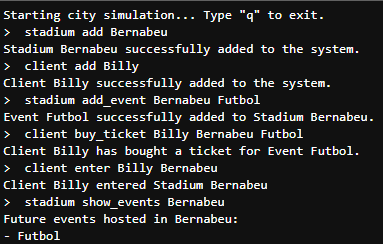 Starting city simulation... Type "q" to exit.
>  stadium add Bernabeu
Stadium Bernabeu successfully added to the system.
>  client add Billy
Client Billy successfully added to the system.
>  stadium add_event Bernabeu Futbol
Event Futbol successfully added to Stadium Bernabeu.
>  client buy_ticket Billy Bernabeu Futbol
Client Billy has bought a ticket for Event Futbol.
>  client enter Billy Bernabeu
Client Billy entered Stadium Bernabeu
>  stadium show_events Bernabeu
Future events hosted in Bernabeu:
- Futbol